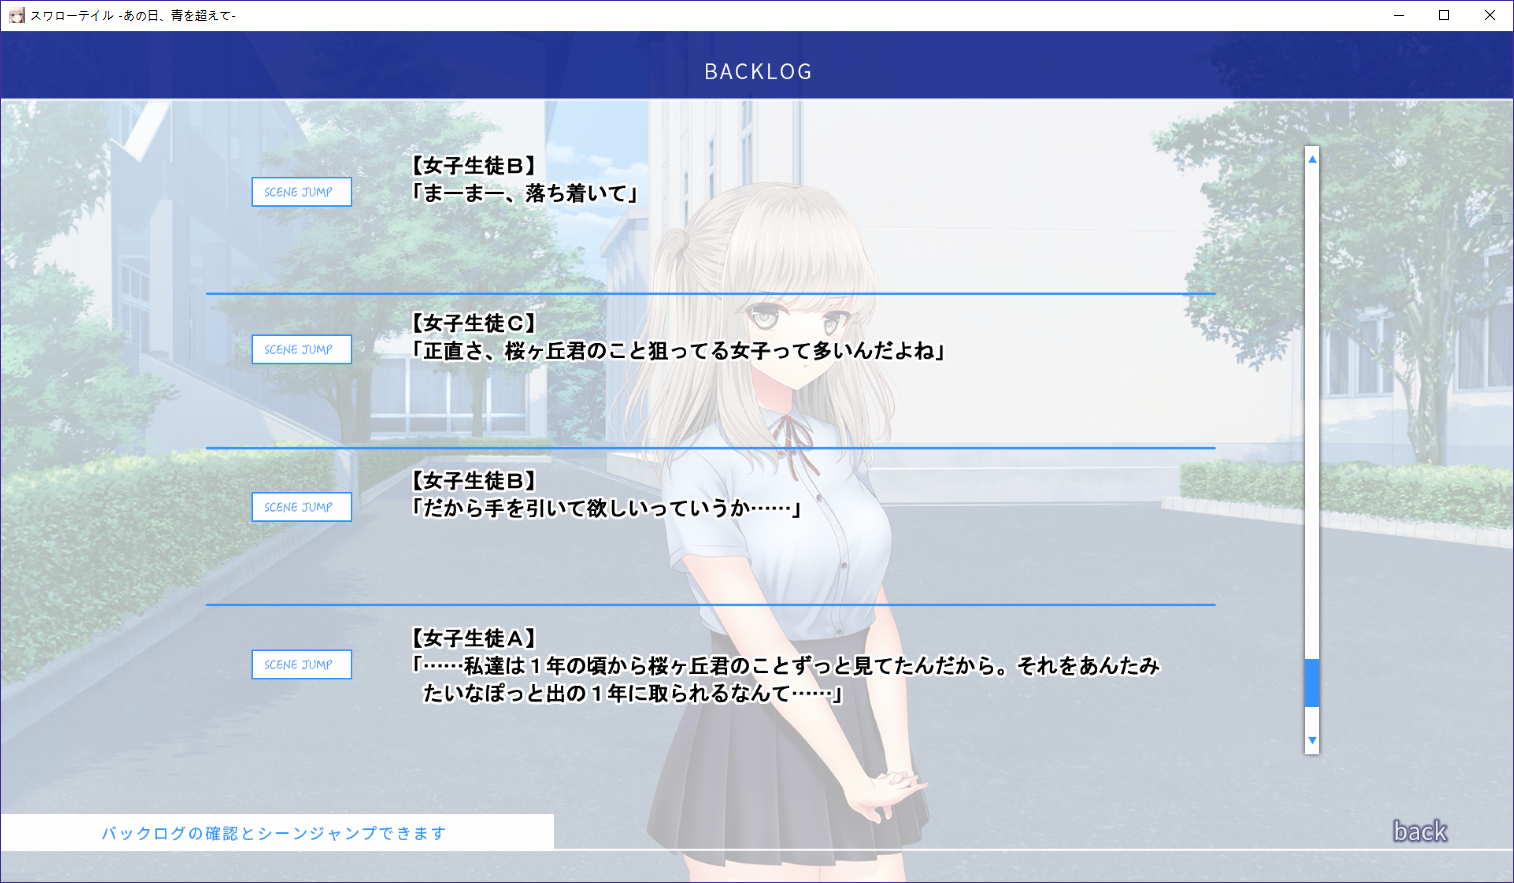 スワローテイル -あの日、青を超えて-
BACKLOG
【女子生徒Ｂ】
SCENE JUMP
「まーまー、落ち着いて」
【女子生徒Ｃ】
SCENE JUMP
「正直さ、桜ヶ丘君のこと狙ってる女子って多いんだよね」
【女子生徒Ｂ】
SCENE JUMP
「だから手を引いて欲しいっていうか……」
【女子生徒Ａ】
SCENE JUMP
「……私達は１年の頃から桜ヶ丘君のことずっと見てたんだから。それをあんたみ
たいなぽっと出の１年に取られるなんて……」
バックログの確認とシーンジャンプできます
back